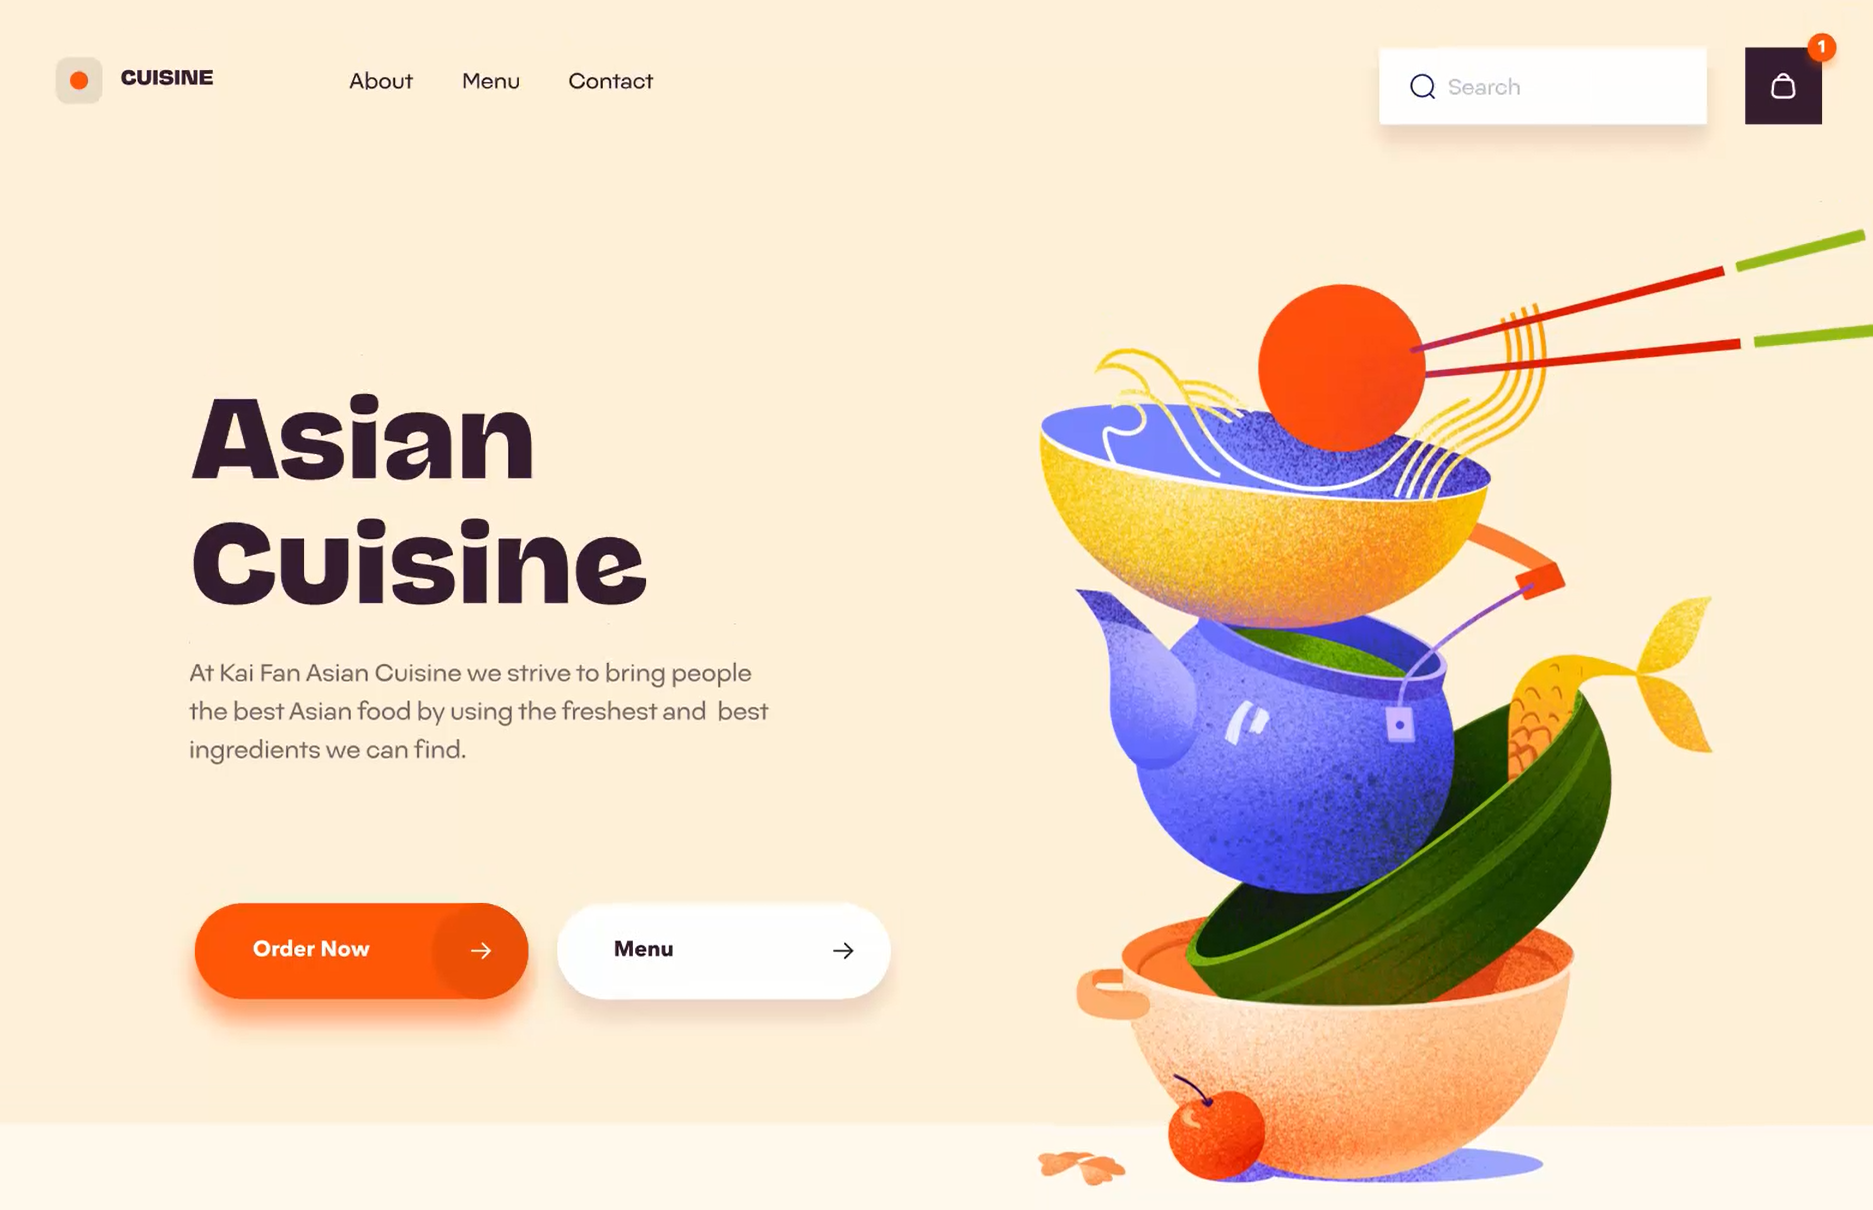 CUISINE
About
Menu
Contact
Search
1
Asian
Cuisine
At Kai Fan Asian Cuisine we strive to bring people
the best Asian food by using the freshest and  best
ingredients we can find.
Order Now
Menu